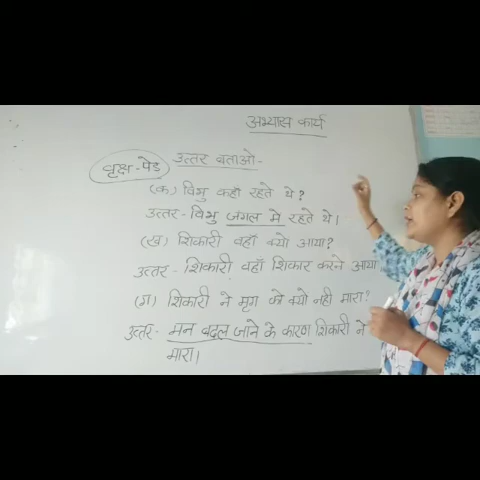 अभ्यास कार्य
वृक्ष-पेड
उत्तर बताओ-
(क) विभु कहाँ रहते थे?
उत्तर- विभु जंगल मे रहते थे।
(ख) शिकारी वहाँ क्यो आया?
उत्तर- शिकारी वहाँ शिकार करने आया
(ग) शिकारी ने मृग को क्यो नही मारा?
उत्तर- मन बदल जाने के कारण शिकारी ने
मारा।